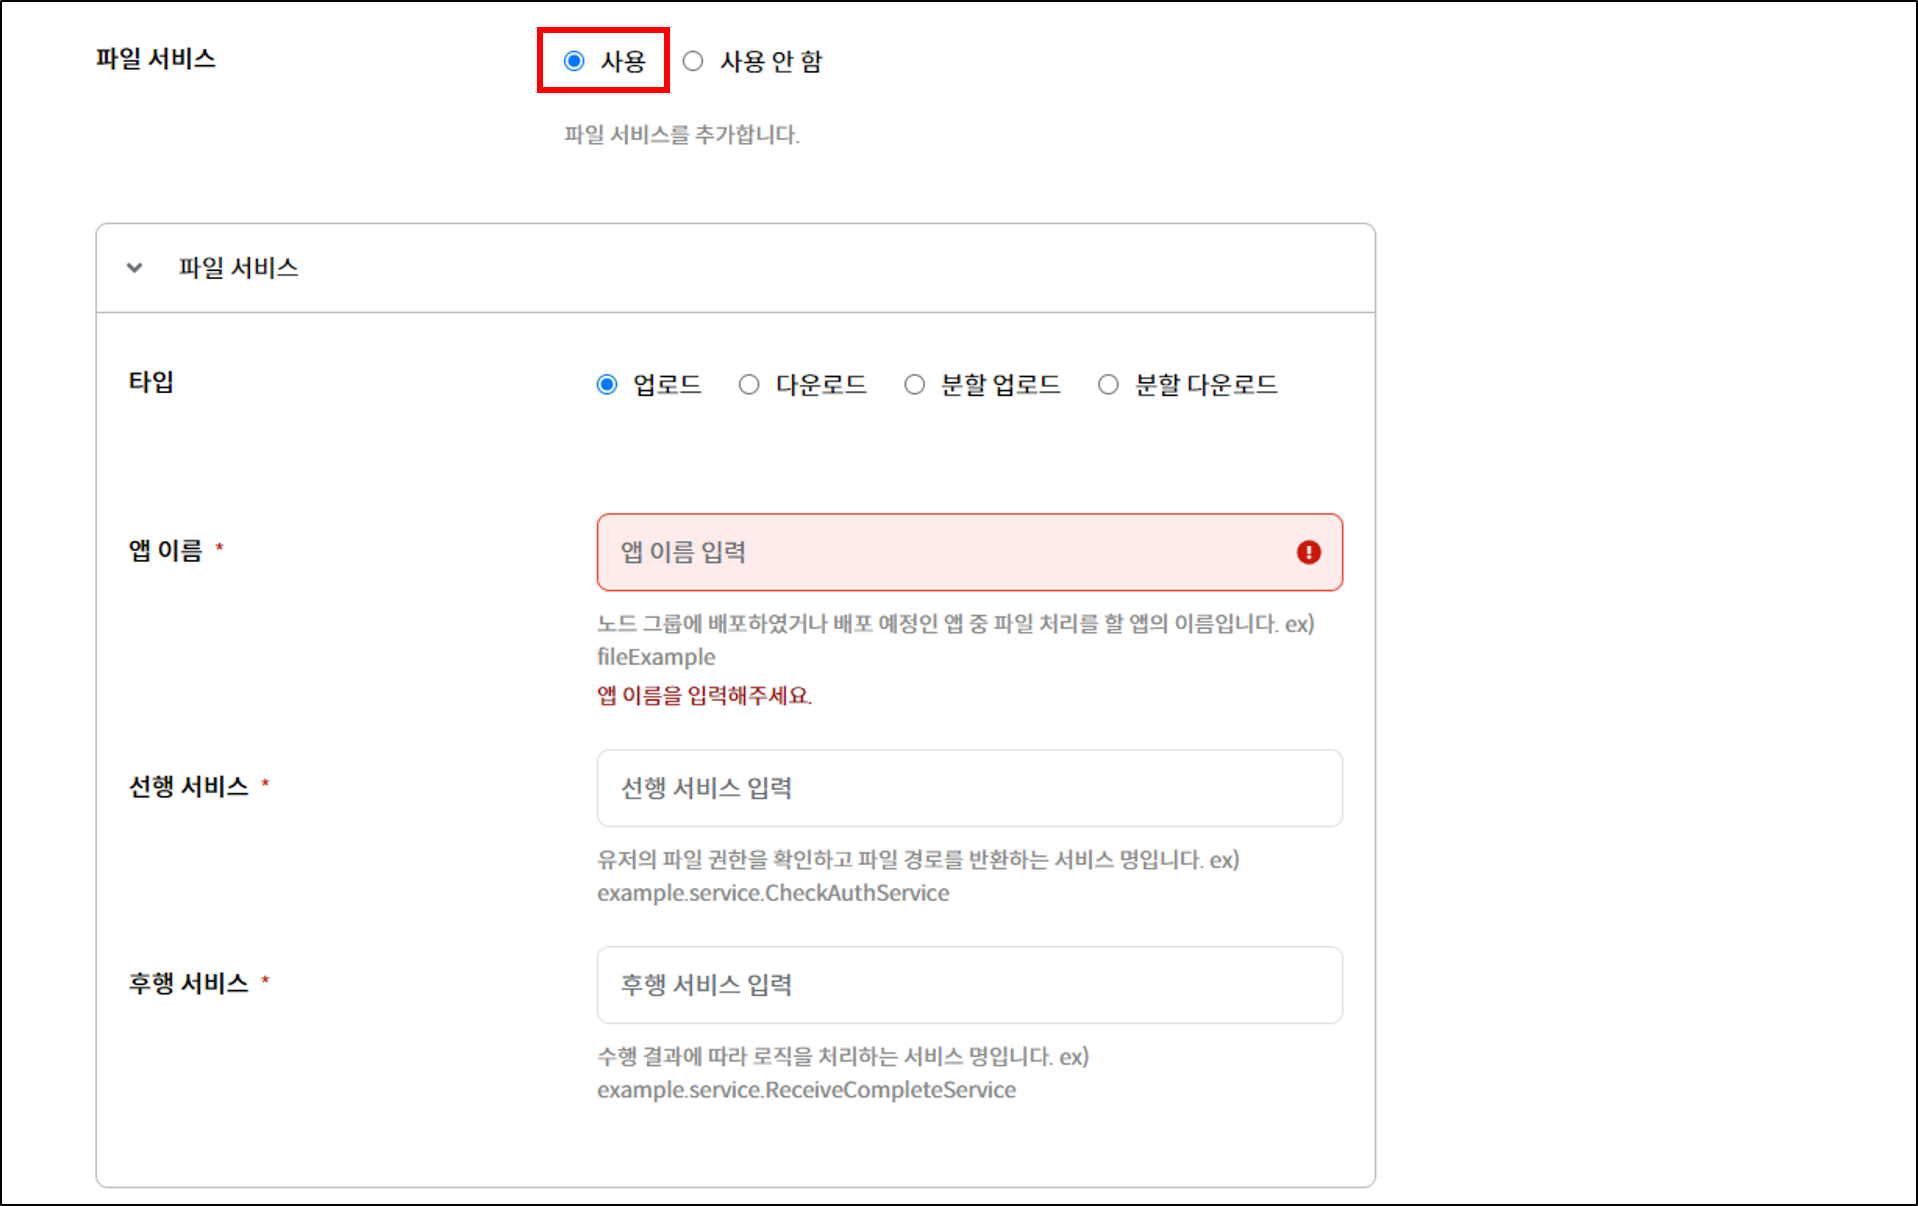 파일 서비스
사용
사용 안 함
파일 서비스를 추가합니다.
파일 서비스
타입
업로드
다운로드
분할 업로드
분할 다운로드
앱 이름 *
앱 이름 입력
노드 그룹에 배포하였거나 배포 예정인 앱 중 파일 처리를 할 앱의 이름입니다. ex)
fileExample
앱 이름을 입력해주세요.
선행 서비스 *
선행 서비스 입력
유저의 파일 권한을 확인하고 파일 경로를 반환하는 서비스 명입니다. ex)
example.service.CheckAuthService
후행 서비스 *
후행 서비스 입력
수행 결과에 따라 로직을 처리하는 서비스 명입니다. ex)
example.service.ReceiveCompleteService